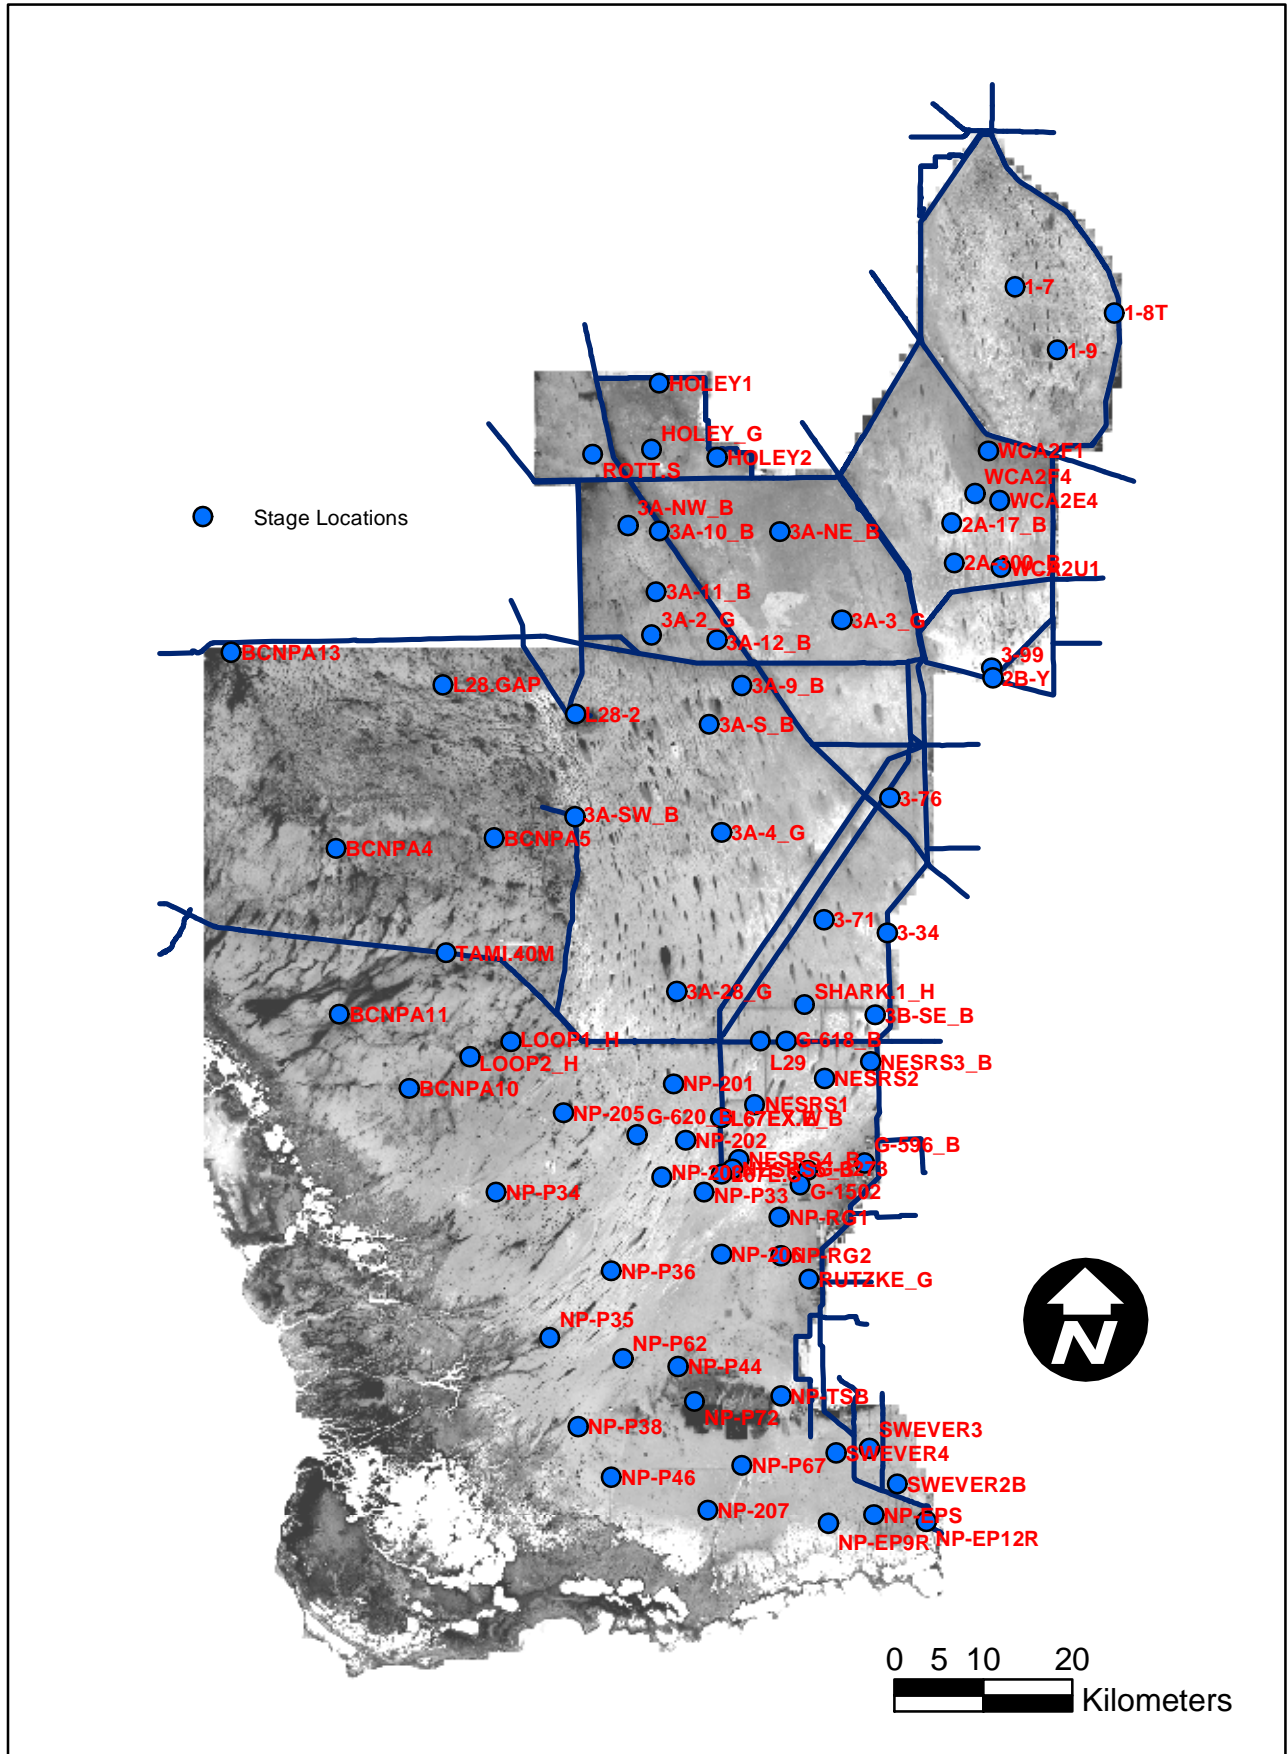 1-7
1-8T
1-9
HOLEY1
HOLEY_G
HOLEY2
ROTT.S
WCA2F1
WCA2F4
WCA2E4
3A-NW_B
3A-10_B
3A-NE_B
2A-17_B
Stage Locations
2A-300_B
WCA2U1
3A-11_B
3A-2_G
3A-3_G
3A-12_B
BCNPA13
3-99
2B-Y
L28.GAP
3A-9_B
L28-2
3A-S_B
3-76
3A-SW_B
BCNPA5
3A-4_G
BCNPA4
3-71
3-34
TAMI.40M
3A-28_G
SHARK.1_H
BCNPA11
3B-SE_B
LOOP1_H
G-618_B
LOOP2_H
L29
NESRS3_B
NP-201
NESRS2
BCNPA10
NESRS1
NP-205
G-620_B
NP-202
G-596_B
NESRS4_B
NP-P34
NP-P33
G-1502
NP-RG1
NP-206
NP-RG2
NP-P36
RUTZKE_G
NP-P35
NP-P62
NP-P44
NP-TSB
NP-P72
NP-P38
SWEVER3
SWEVER4
NP-P67
NP-P46
SWEVER2B
NP-207
NP-EPS
NP-EP9R
NP-EP12R
N
0 5 10 20
Kilometers